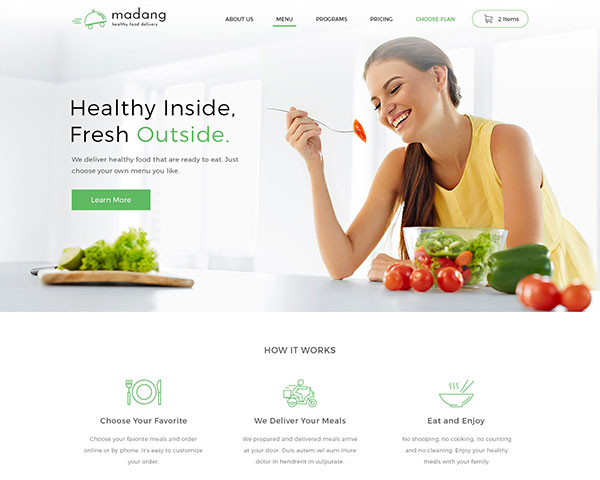 madang
healthy food delivery
ABOUT US
MENU
PROGRAMS
PRICING
CHOOSE PLAN
2 Items
Healthy Inside,
Fresh Outside.
We deliver healthy food that are ready to eat. Just
choose your own menu you like.
Learn More
HOW IT WORKS
Choose Your Favorite
Choose your favorite meals and order
online or by phone. It's easy to customize
your order.
We Deliver Your Meals
We prepared and delivered meals arrive
at your door. Duis autem vel eum iriure
dolor in hendrerit in vulputate.
Eat and Enjoy
No shooping, no cooking, no counting
and no cleaning. Enjoy your healthy
meals with your family.